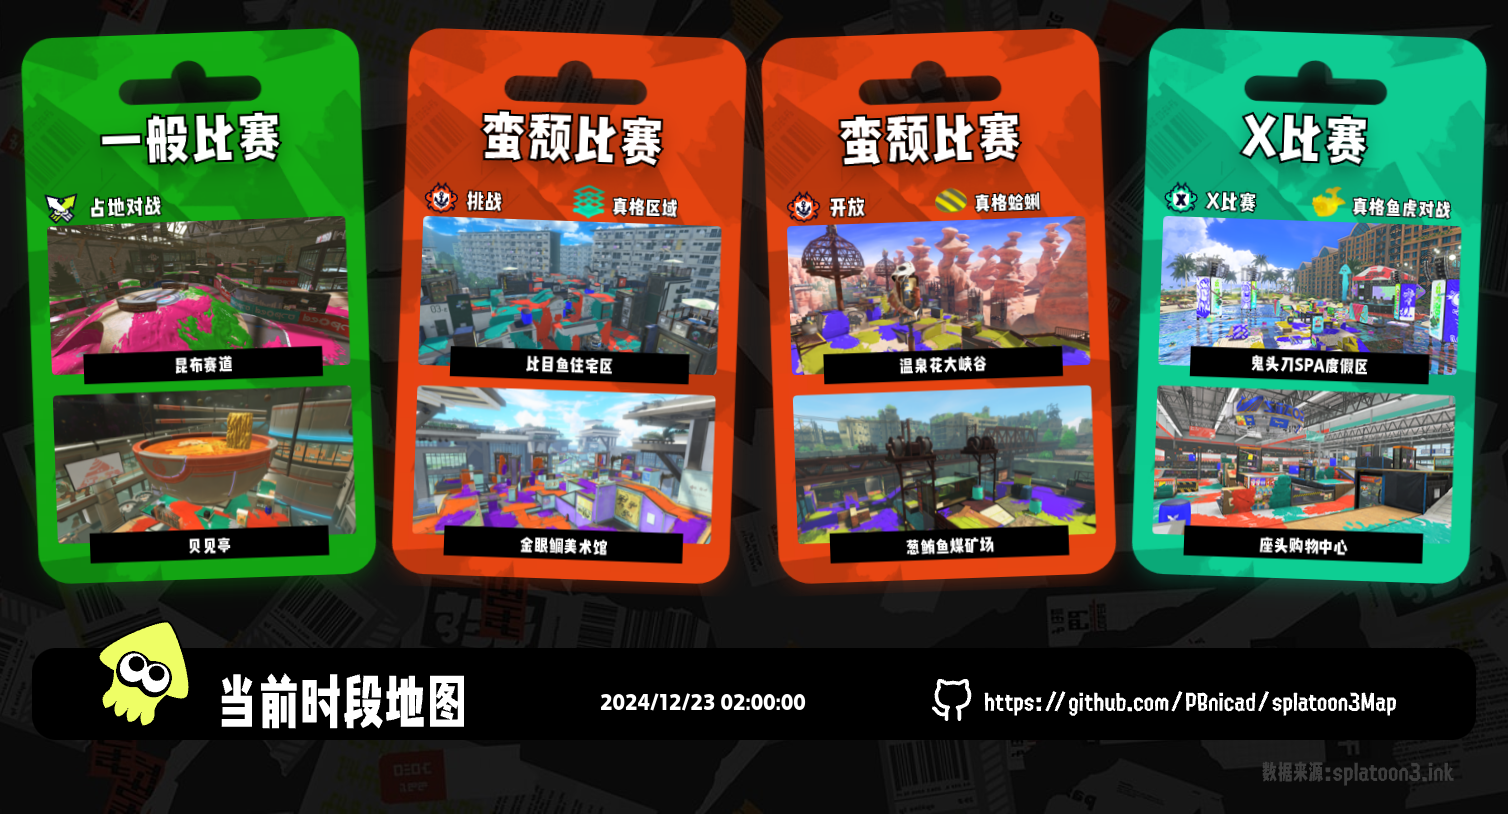 一般比赛
占地对战
昆布赛道
贝见亭
蛮颓比赛
挑战
真格区域
比目鱼住宅区
金眼鲷美术馆
蛮颓比赛
开放
真格蛤蜊
温泉花大峡谷
葱鲔鱼煤矿场
X比赛
X比赛
真格鱼虎对战
鬼头刀SPA度假区
座头购物中心
当前时段地图
2024/12/23 02:00:00
https://github.com/PBnicad/splatoon3Map
数据来源:splatoon3.ink